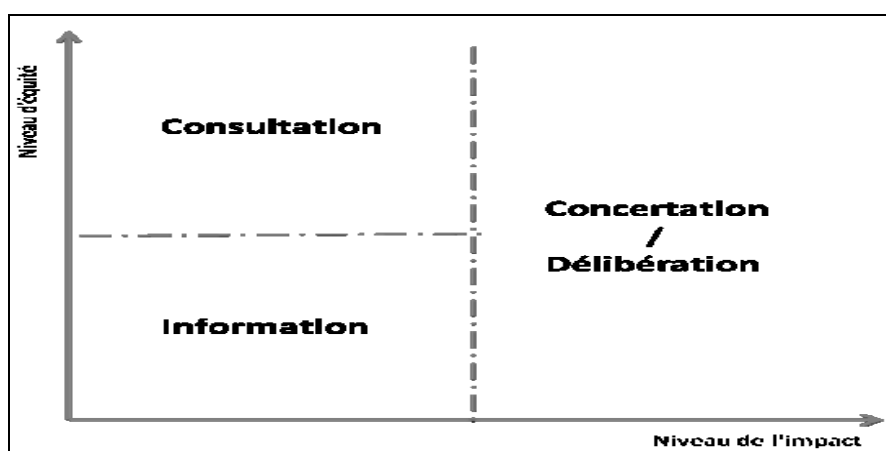 Niveau d'équité
Consultation
Concertation
/
Délibération
Information
Niveau de l'impact